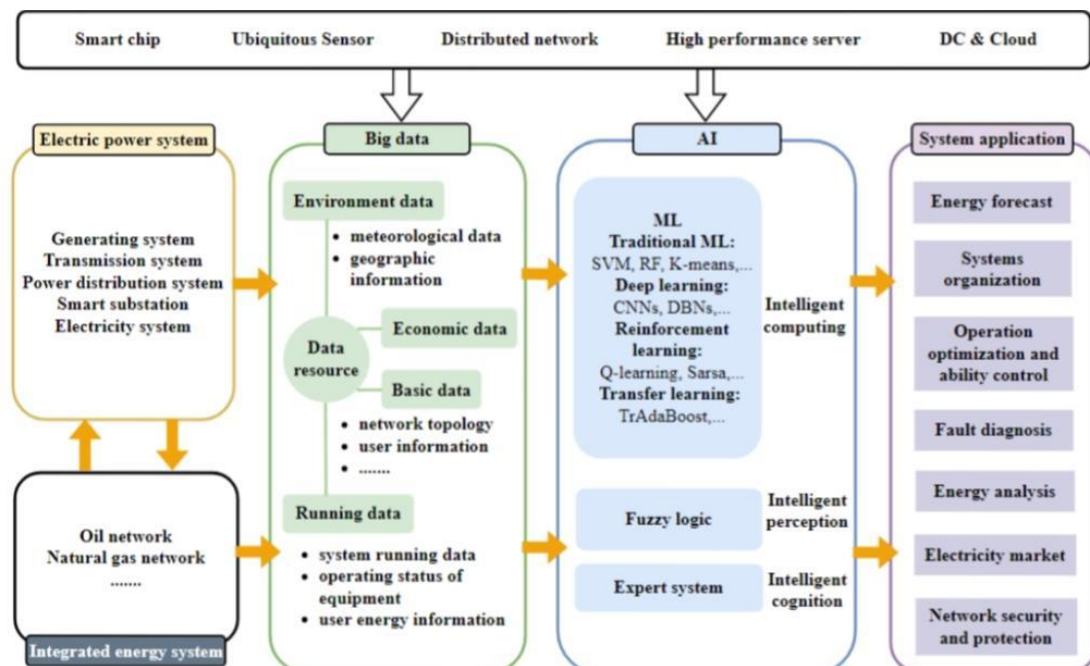 Smart chip Ubiquitous Sensor Distributed network High performance server DC & Cloud
Electric power system
Generating system
Transmission system
Power distribution system
Smart substation
Electricity system
Oil network
Natural gas network
.......
Integrated energy system
Big data
Environment data
• meteorological data
• geographic
information
Economic data
Data
resource
Basic data
• network topology
• user information
• .......
Running data
• system running data
• operating status of
equipment
• user energy information
AI
ML
Traditional ML:
SVM, RF, K-means,...
Deep learning:
CNNs, DBNs,...
Reinforcement
learning:
Q-learning, Sarsa,...
Transfer learning:
TrAdaBoost,...
Intelligent
computing
Fuzzy logic
Intelligent
perception
Expert system
Intelligent
cognition
System application
Energy forecast
Systems
organization
Operation
optimization and
ability control
Fault diagnosis
Energy analysis
Electricity market
Network security
and protection